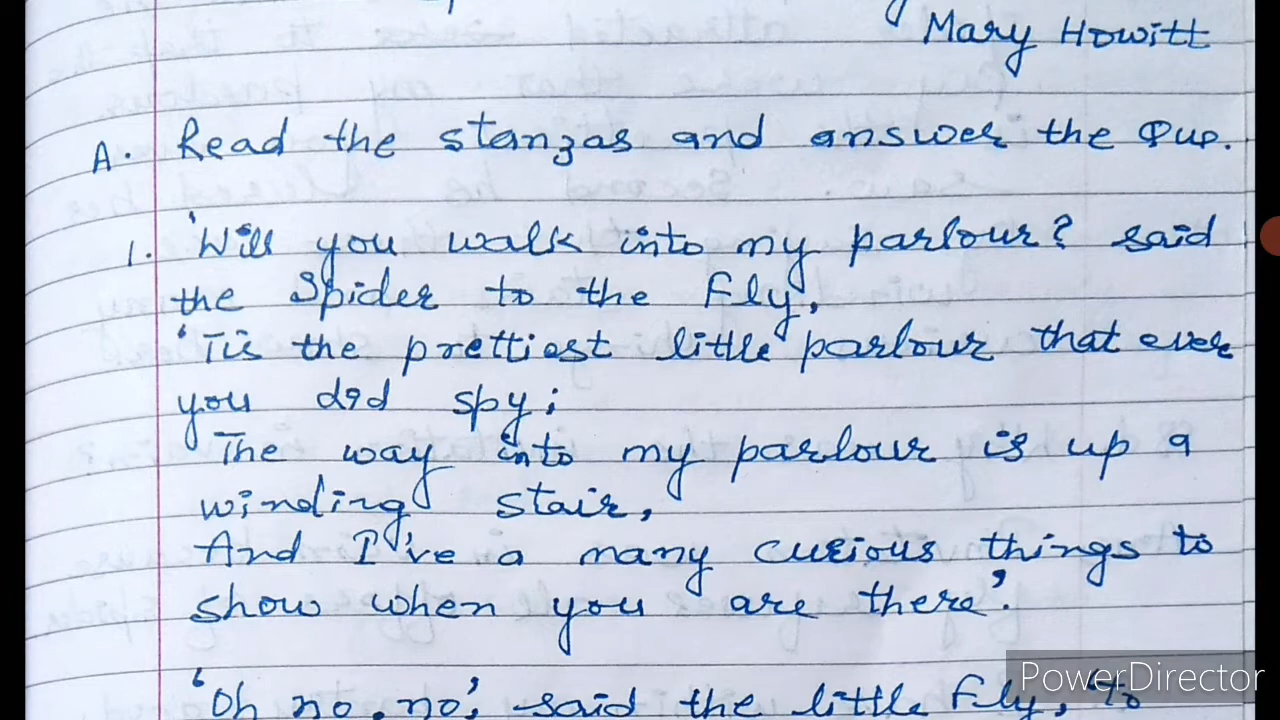 Mary Howitt
A. Read the stanzas and answer the Que.
1. 'Will you walk into my parlour? said
the Spider to the Fly,
'Tis the prettiest little parlour that ever
you did spy;
The way into my parlour is up a
winding stair,
And I've a many curious things to
show when you are there'.
'Oh no, no', said the little Fly, 'to
PowerDirector